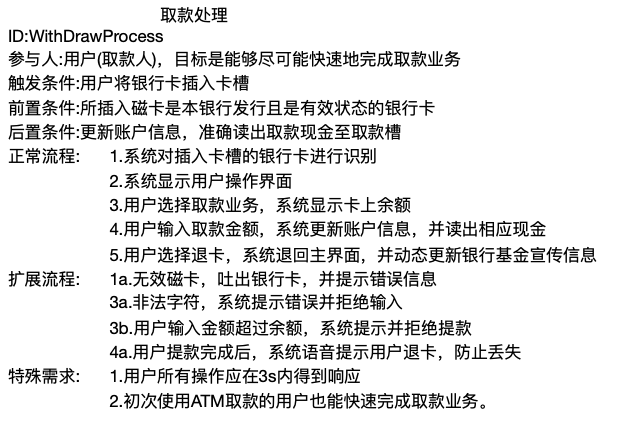 取款处理
ID:WithDrawProcess
参与人:用户(取款人)，目标是能够尽可能快速地完成取款业务
触发条件:用户将银行卡插入卡槽
前置条件:所插入磁卡是本银行发行且是有效状态的银行卡
后置条件:更新账户信息，准确读出取款现金至取款槽
正常流程: 1.系统对插入卡槽的银行卡进行识别
2.系统显示用户操作界面
3.用户选择取款业务，系统显示卡上余额
4.用户输入取款金额，系统更新账户信息，并读出相应现金
5.用户选择退卡，系统退回主界面，并动态更新银行基金宣传信息
扩展流程: 1a.无效磁卡，吐出银行卡，并提示错误信息
3a.非法字符，系统提示错误并拒绝输入
3b.用户输入金额超过余额，系统提示并拒绝提款
4a.用户提款完成后，系统语音提示用户退卡，防止丢失
特殊需求: 1.用户所有操作应在3s内得到响应
2.初次使用ATM取款的用户也能快速完成取款业务。